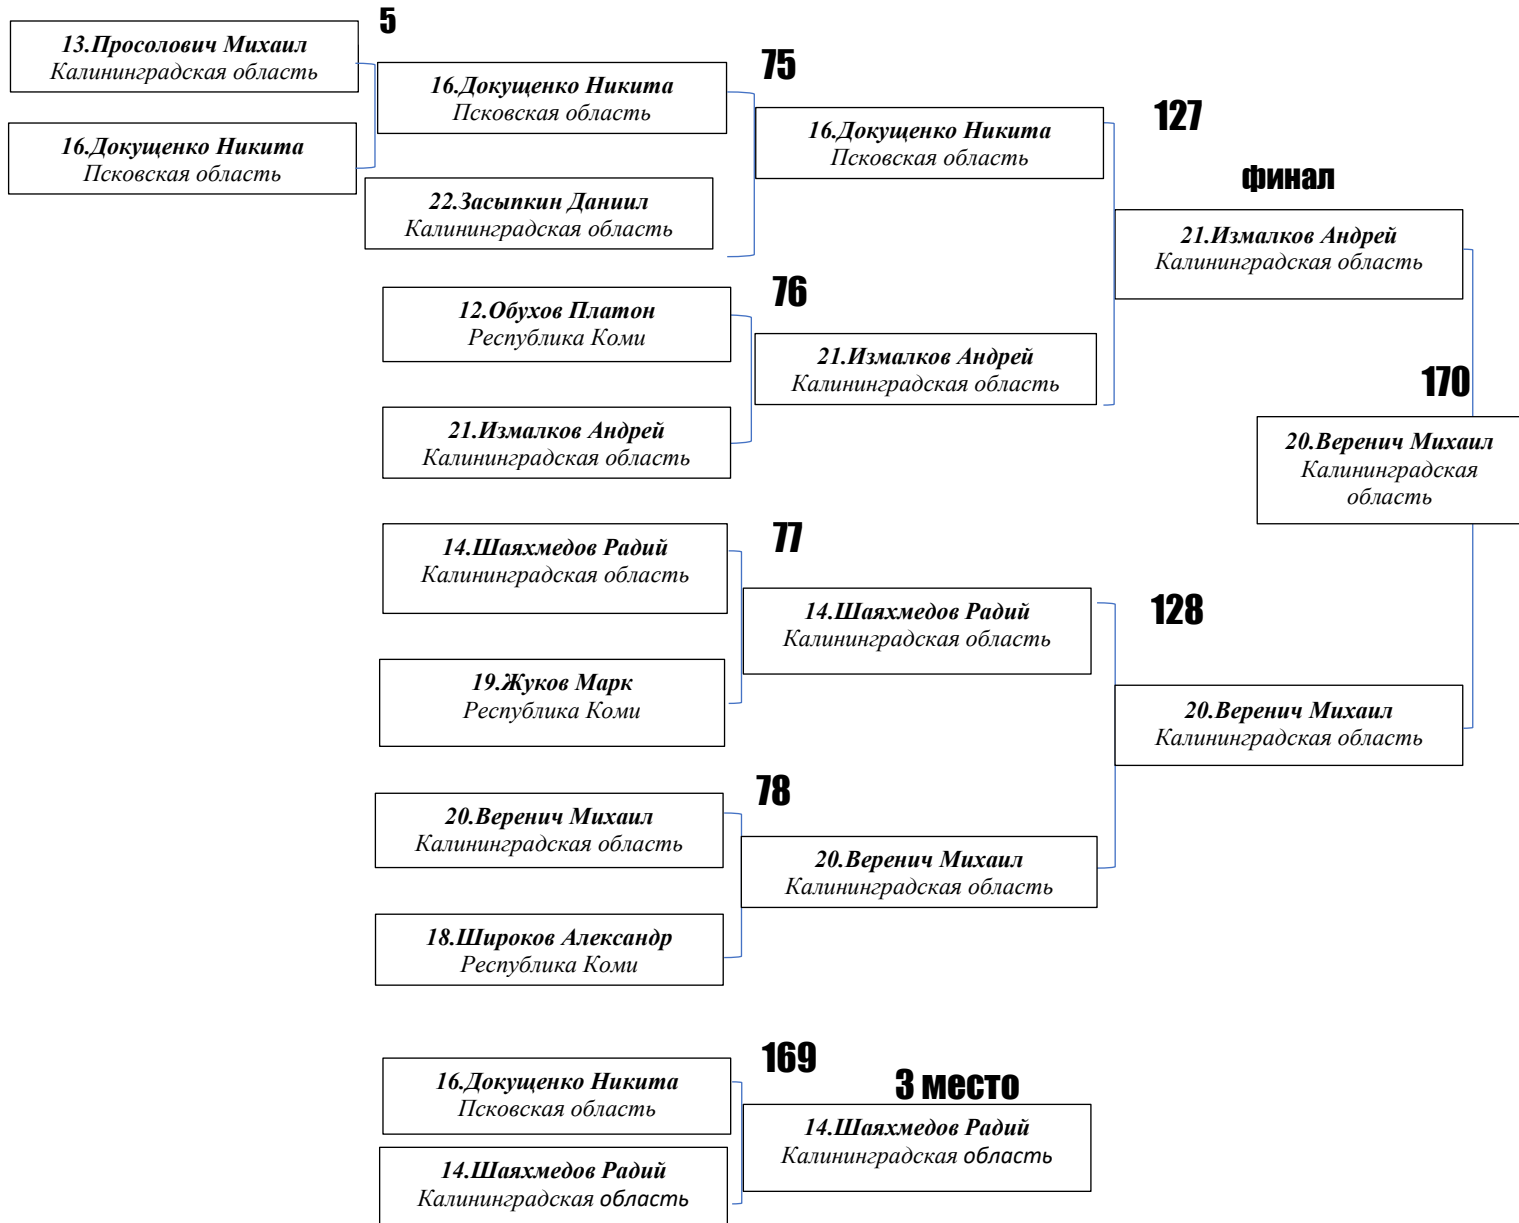 5
13.Просолович Михаил
Калининградская область
16.Докущенко Никита
Псковская область
75
16.Докущенко Никита
Псковская область
22.Засыпкин Даниил
Калининградская область
127
16.Докущенко Никита
Псковская область
финал
21.Измалков Андрей
Калининградская область
76
12.Обухов Платон
Республика Коми
21.Измалков Андрей
Калининградская область
21.Измалков Андрей
Калининградская область
170
20.Веренич Михаил
Калининградская
область
77
14.Шаяхмедов Радий
Калининградская область
19.Жуков Марк
Республика Коми
14.Шаяхмедов Радий
Калининградская область
128
20.Веренич Михаил
Калининградская область
78
20.Веренич Михаил
Калининградская область
18.Широков Александр
Республика Коми
20.Веренич Михаил
Калининградская область
169
3 место
16.Докущенко Никита
Псковская область
14.Шаяхмедов Радий
Калининградская область
14.Шаяхмедов Радий
Калининградская область